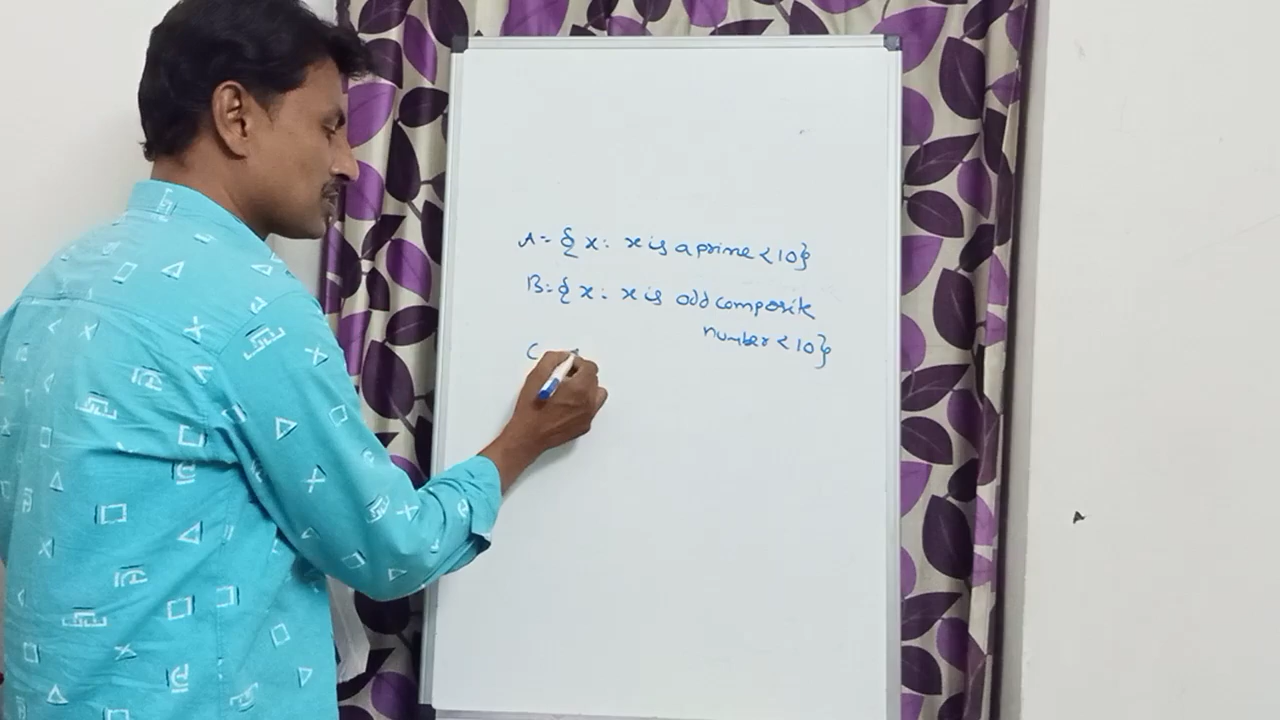 A = { x : x is a prime < 10}
B = { x : x is odd composite
number < 10}
C